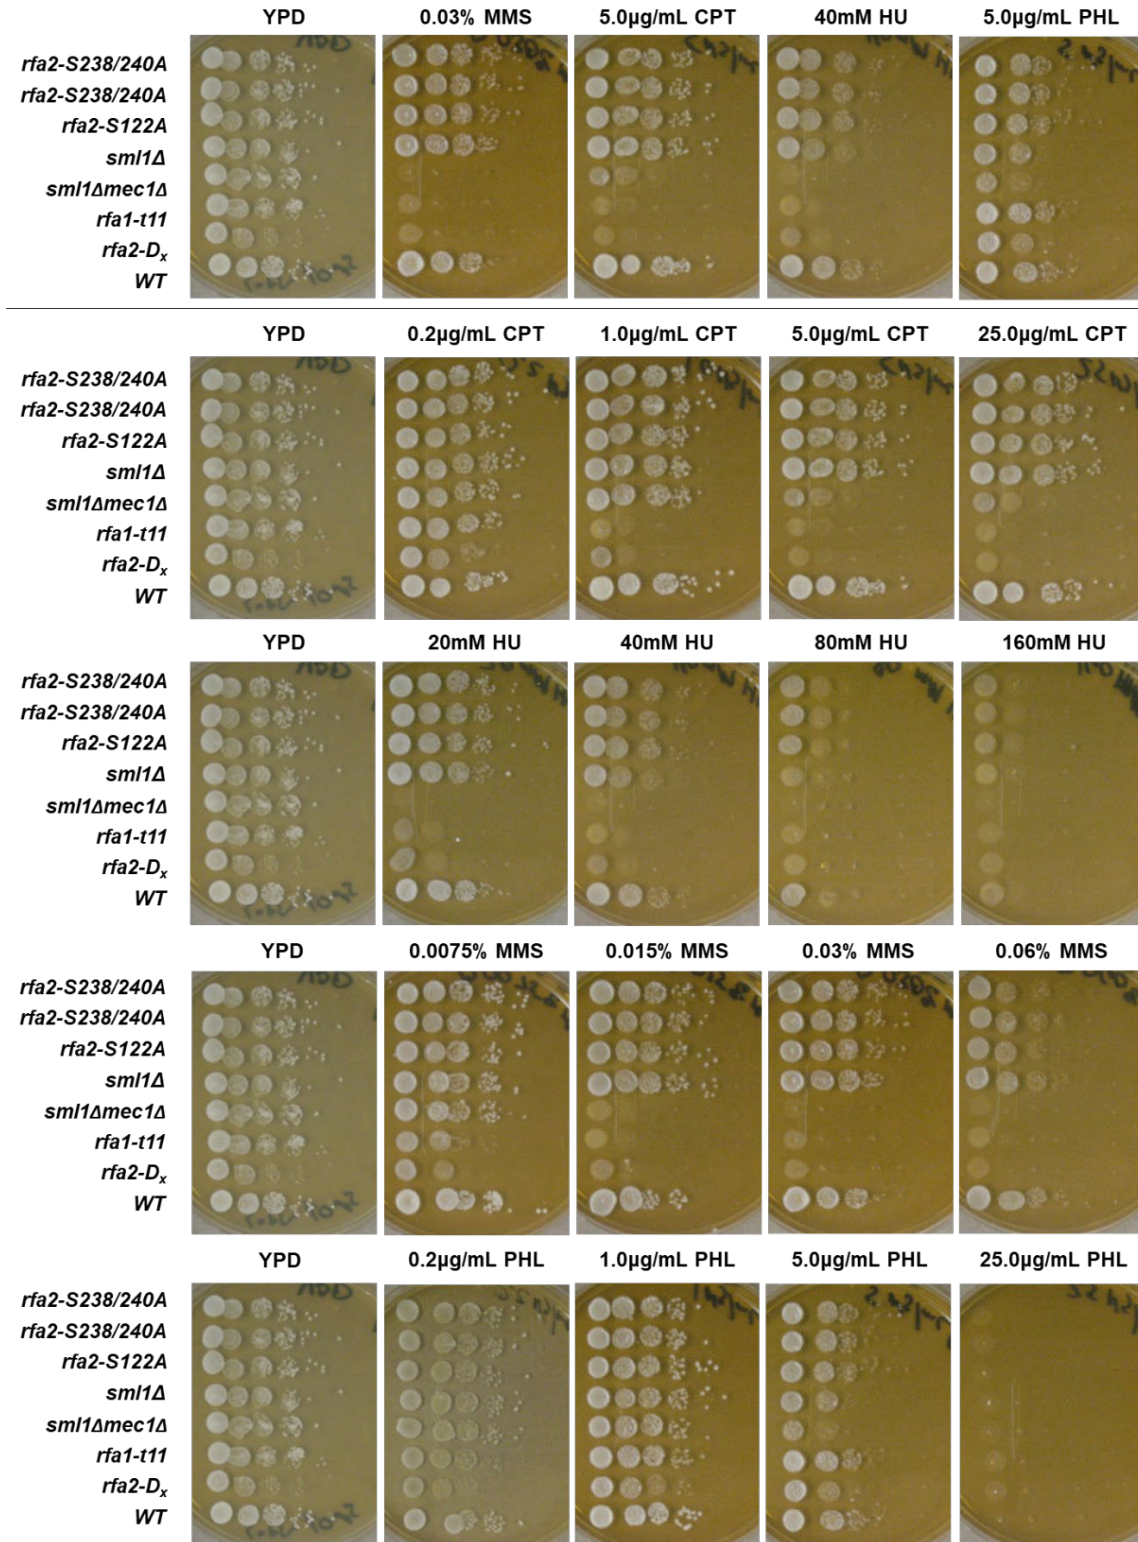 YPD 0.03% MMS 5.0µg/mL CPT 40mM HU 5.0µg/mL PHL
rfa2-S238/240A
rfa2-S238/240A
rfa2-S122A
sml1Δ
sml1Δmec1Δ
rfa1-t11
rfa2-Dx
WT
YPD 0.2µg/mL CPT 1.0µg/mL CPT 5.0µg/mL CPT 25.0µg/mL CPT
rfa2-S238/240A
rfa2-S238/240A
rfa2-S122A
sml1Δ
sml1Δmec1Δ
rfa1-t11
rfa2-Dx
WT
YPD 20mM HU 40mM HU 80mM HU 160mM HU
rfa2-S238/240A
rfa2-S238/240A
rfa2-S122A
sml1Δ
sml1Δmec1Δ
rfa1-t11
rfa2-Dx
WT
YPD 0.0075% MMS 0.015% MMS 0.03% MMS 0.06% MMS
rfa2-S238/240A
rfa2-S238/240A
rfa2-S122A
sml1Δ
sml1Δmec1Δ
rfa1-t11
rfa2-Dx
WT
YPD 0.2µg/mL PHL 1.0µg/mL PHL 5.0µg/mL PHL 25.0µg/mL PHL
rfa2-S238/240A
rfa2-S238/240A
rfa2-S122A
sml1Δ
sml1Δmec1Δ
rfa1-t11
rfa2-Dx
WT